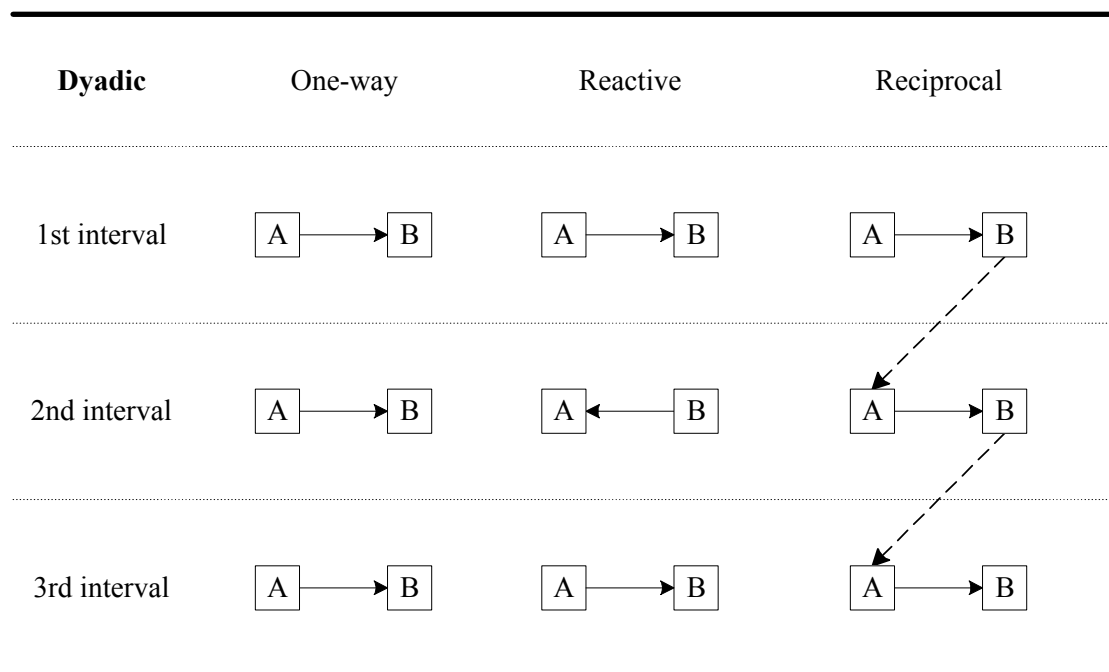 Dyadic One-way Reactive Reciprocal
1st interval A B A B A B
2nd interval A B A B A B
3rd interval A B A B A B